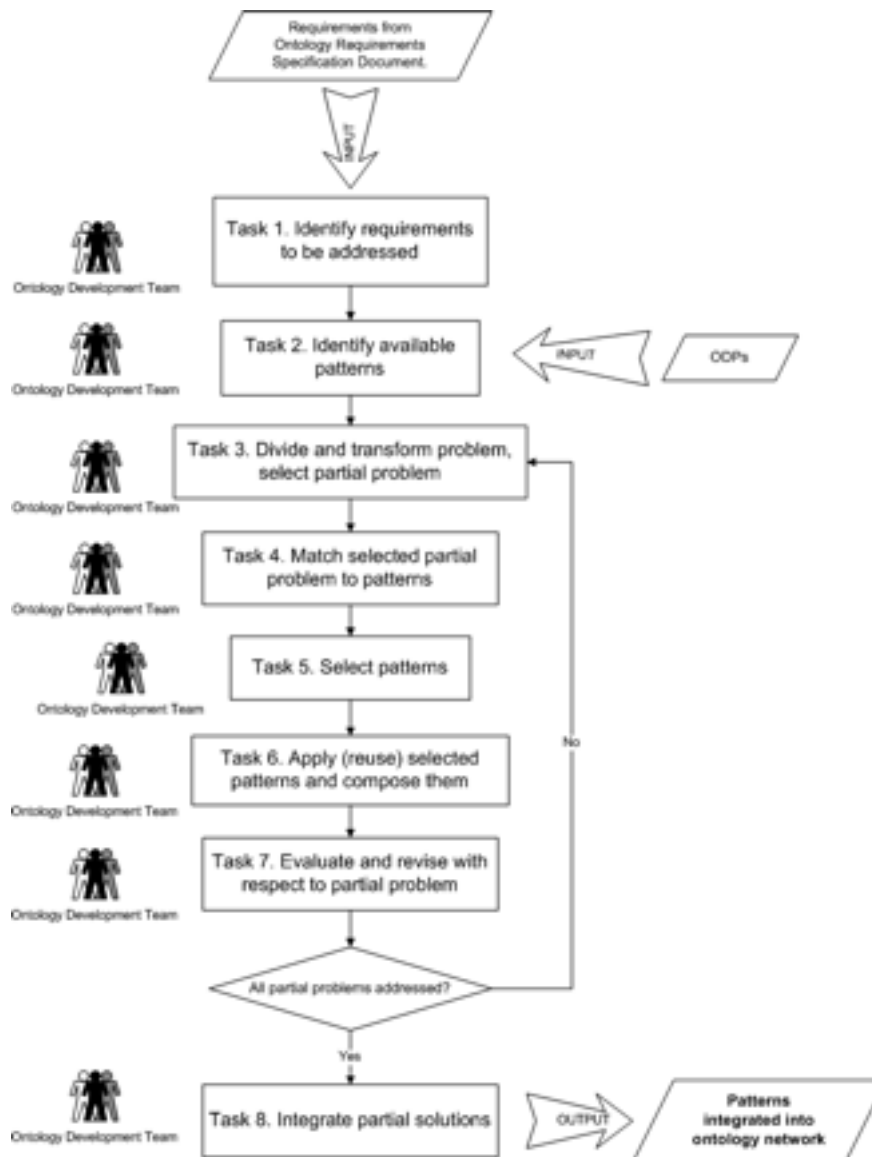 Requirements from
Ontology Requirements
Specification Document.
INPUT
Task 1. Identify requirements
to be addressed
Ontology Development Team
Task 2. Identify available
patterns
INPUT
ODPs
Ontology Development Team
Task 3. Divide and transform problem,
select partial problem
Ontology Development Team
Task 4. Match selected partial
problem to patterns
Ontology Development Team
Task 5. Select patterns
Ontology Development Team
No
Task 6. Apply (reuse) selected
patterns and compose them
Ontology Development Team
Task 7. Evaluate and revise with
respect to partial problem
Ontology Development Team
All partial problems addressed?
Yes
Task 8. Integrate partial solutions
Ontology Development Team
OUTPUT
Patterns
integrated into
ontology network